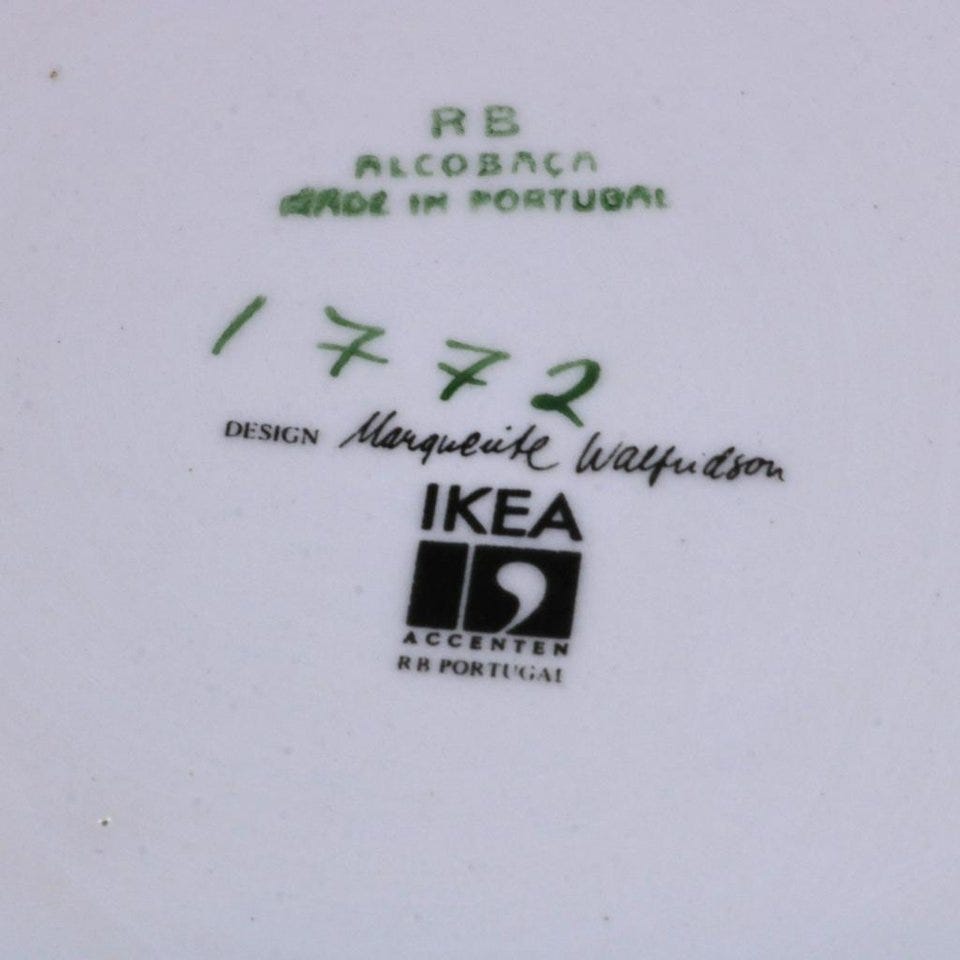 RB
ALCOBAÇA
MADE IN PORTUGAL
1772
DESIGN Marguerite Walfridson
IKEA
ACCENTEN
RB PORTUGAL